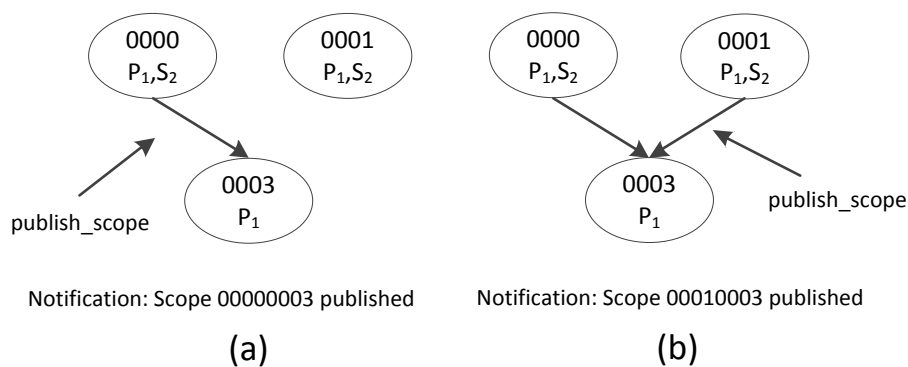 0000
P₁,S₂
0001
P₁,S₂
0003
P₁
publish_scope
Notification: Scope 00000003 published
(a)
0000
P₁,S₂
0001
P₁,S₂
0003
P₁
publish_scope
Notification: Scope 00010003 published
(b)